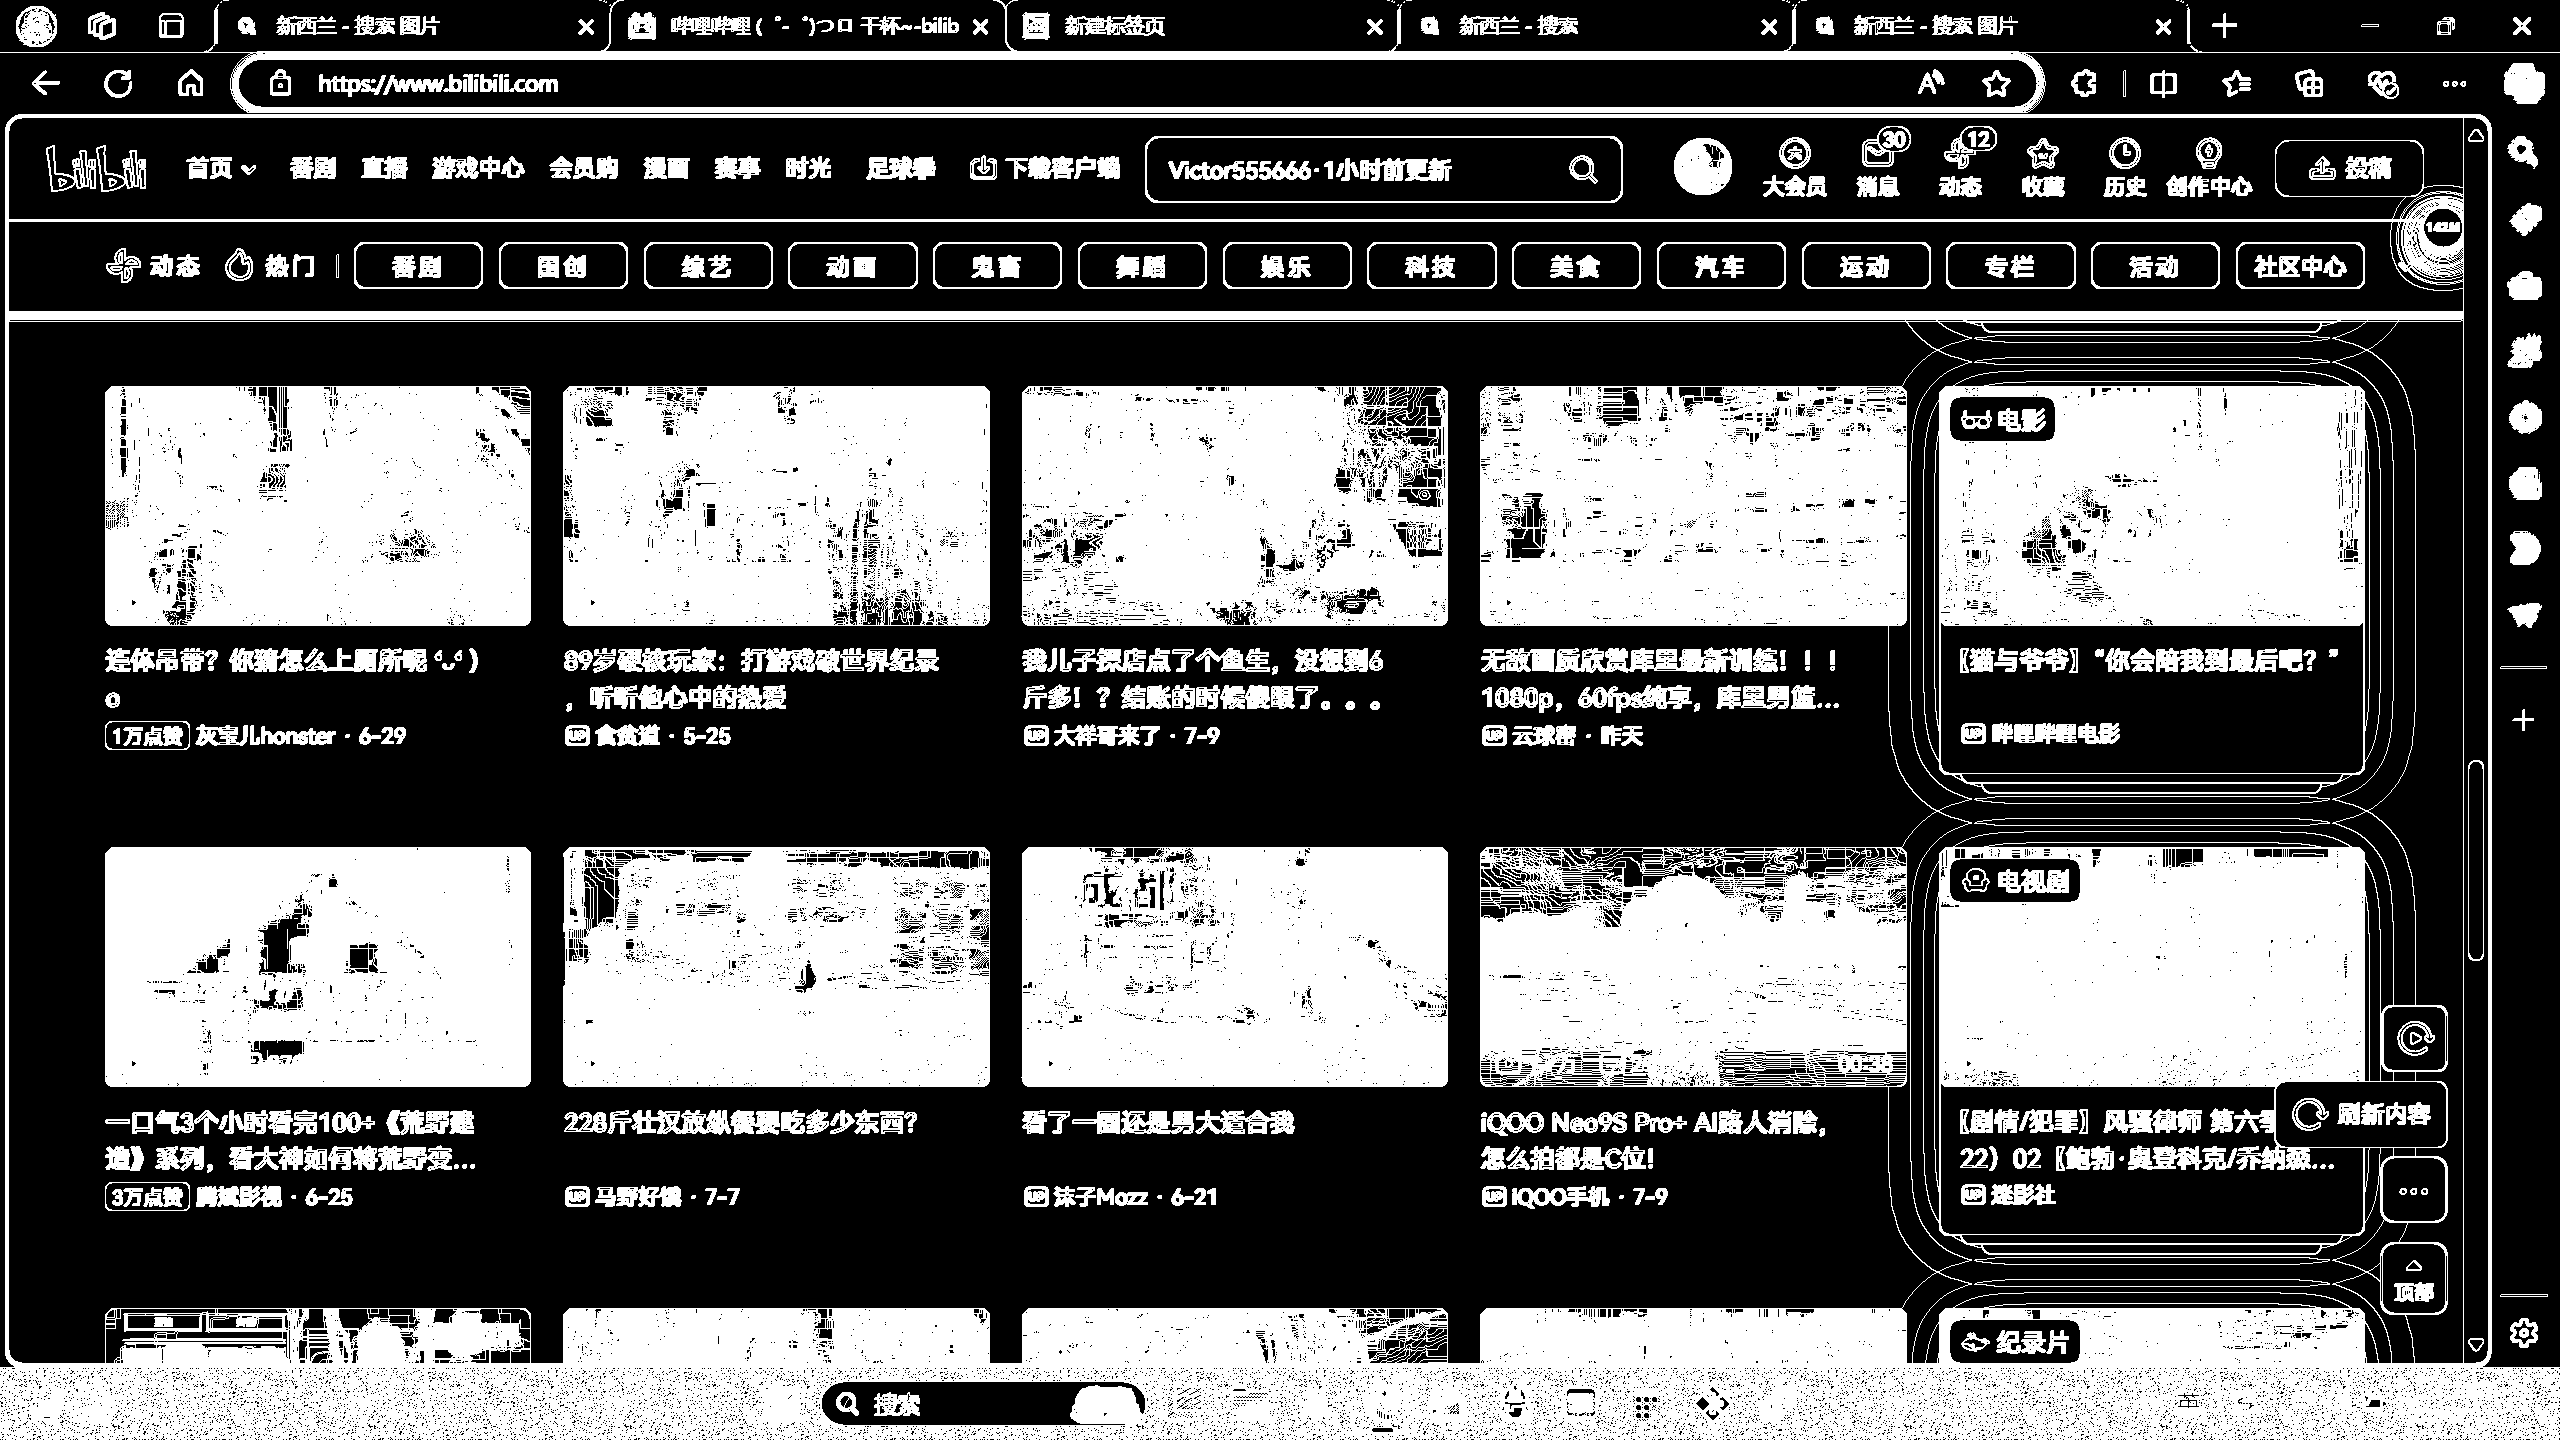 新西兰 - 搜索 图片
哔哩哔哩 ( ゜- ゜)つロ 干杯~-bilib
新建标签页
新西兰 - 搜索
新西兰 - 搜索 图片
https://www.bilibili.com
bilibili
首页 番剧 直播 游戏中心 会员购 漫画 赛事 时光 足球季 下载客户端
Victor555666·1小时前更新
大会员
30
消息
12
动态
收藏
历史
创作中心
投稿
动态 热门 番剧 国创 综艺 动画 鬼畜 舞蹈 娱乐 科技 美食 汽车 运动 专栏 活动 社区中心
电影
连体吊带？你猜怎么上厕所呢
1万点赞 灰宝儿honster · 6-29
89岁硬核玩家：打游戏破世界纪录
，听听他心中的热爱
UP 食贫道 · 5-25
我儿子探店点了个鱼生，没想到6
斤多！？结账的时候傻眼了。。。
UP 大祥哥来了 · 7-9
无敌画质欣赏库里最新训练！！！
1080p，60fps纯享，库里男篮...
UP 云球密 · 昨天
〖猫与爷爷〗“你会陪我到最后吧？”
UP 哔哩哔哩电影
成都
电视剧
一口气3个小时看完100+《荒野建
造》系列，看大神如何将荒野变...
3万点赞 腾斌影视 · 6-25
228斤壮汉放纵餐要吃多少东西？
UP 马野好饿 · 7-7
看了一圈还是男大适合我
UP 沫子Mozz · 6-21
00:38
iQOO Neo9S Pro+ AI路人消除，
怎么拍都是C位！
UP iQOO手机 · 7-9
〖剧情/犯罪〗风骚律师 第六季
22）02〖鲍勃·奥登科克/乔纳森...
UP 迷影社
刷新内容
顶部
纪录片
搜索